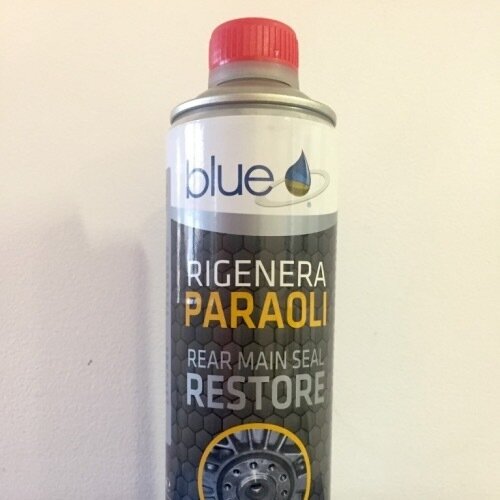 blue
®
RIGENERA
PARAOLI
REAR MAIN SEAL
RESTORE